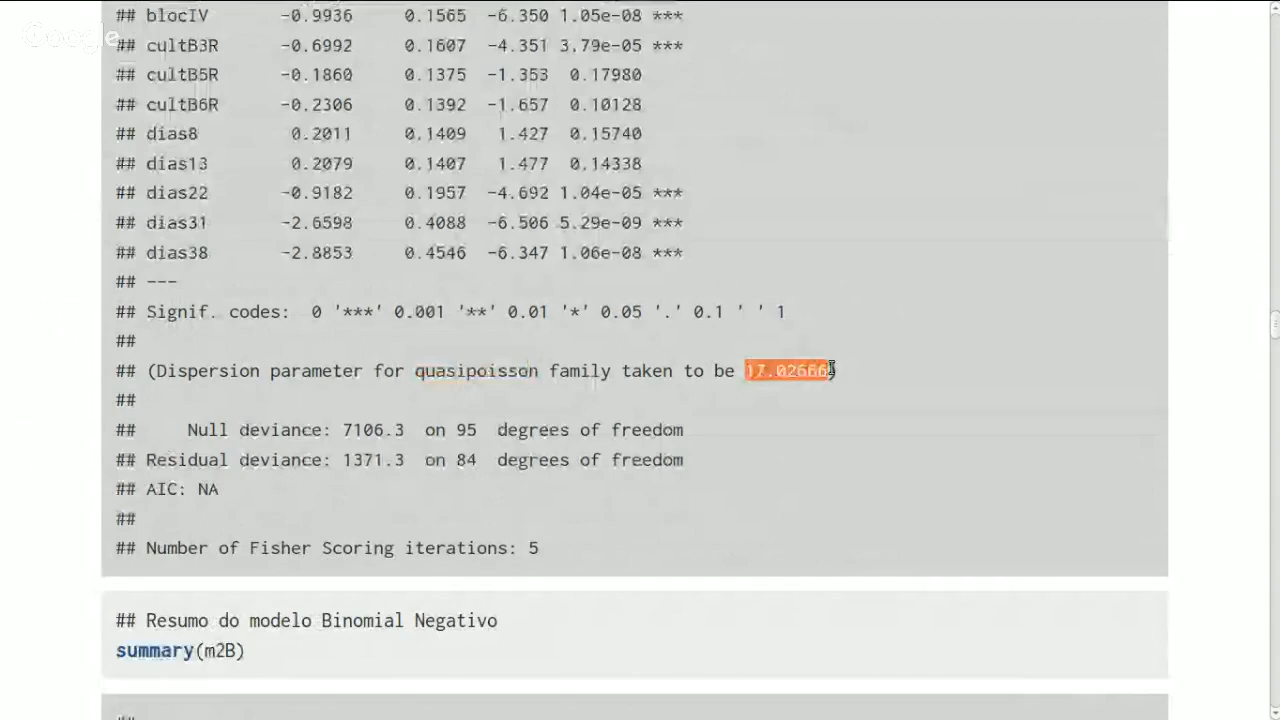 ## blocIV -0.9936 0.1565 -6.350 1.05e-08 ***
Google
## cultB3R -0.6992 0.1607 -4.351 3.79e-05 ***
## cultB5R -0.1860 0.1375 -1.353 0.17980
## cultB6R -0.2306 0.1392 -1.657 0.10128
## dias8 0.2011 0.1409 1.427 0.15740
## dias13 0.2079 0.1407 1.477 0.14338
## dias22 -0.9182 0.1957 -4.692 1.04e-05 ***
## dias31 -2.6598 0.4088 -6.506 5.29e-09 ***
## dias38 -2.8853 0.4546 -6.347 1.06e-08 ***
## ---
## Signif. codes: 0 '***' 0.001 '**' 0.01 '*' 0.05 '.' 0.1 ' ' 1
##
## (Dispersion parameter for quasipoisson family taken to be 17.02666)
##
## Null deviance: 7106.3 on 95 degrees of freedom
## Residual deviance: 1371.3 on 84 degrees of freedom
## AIC: NA
##
## Number of Fisher Scoring iterations: 5
## Resumo do modelo Binomial Negativo
summary(m2B)
##